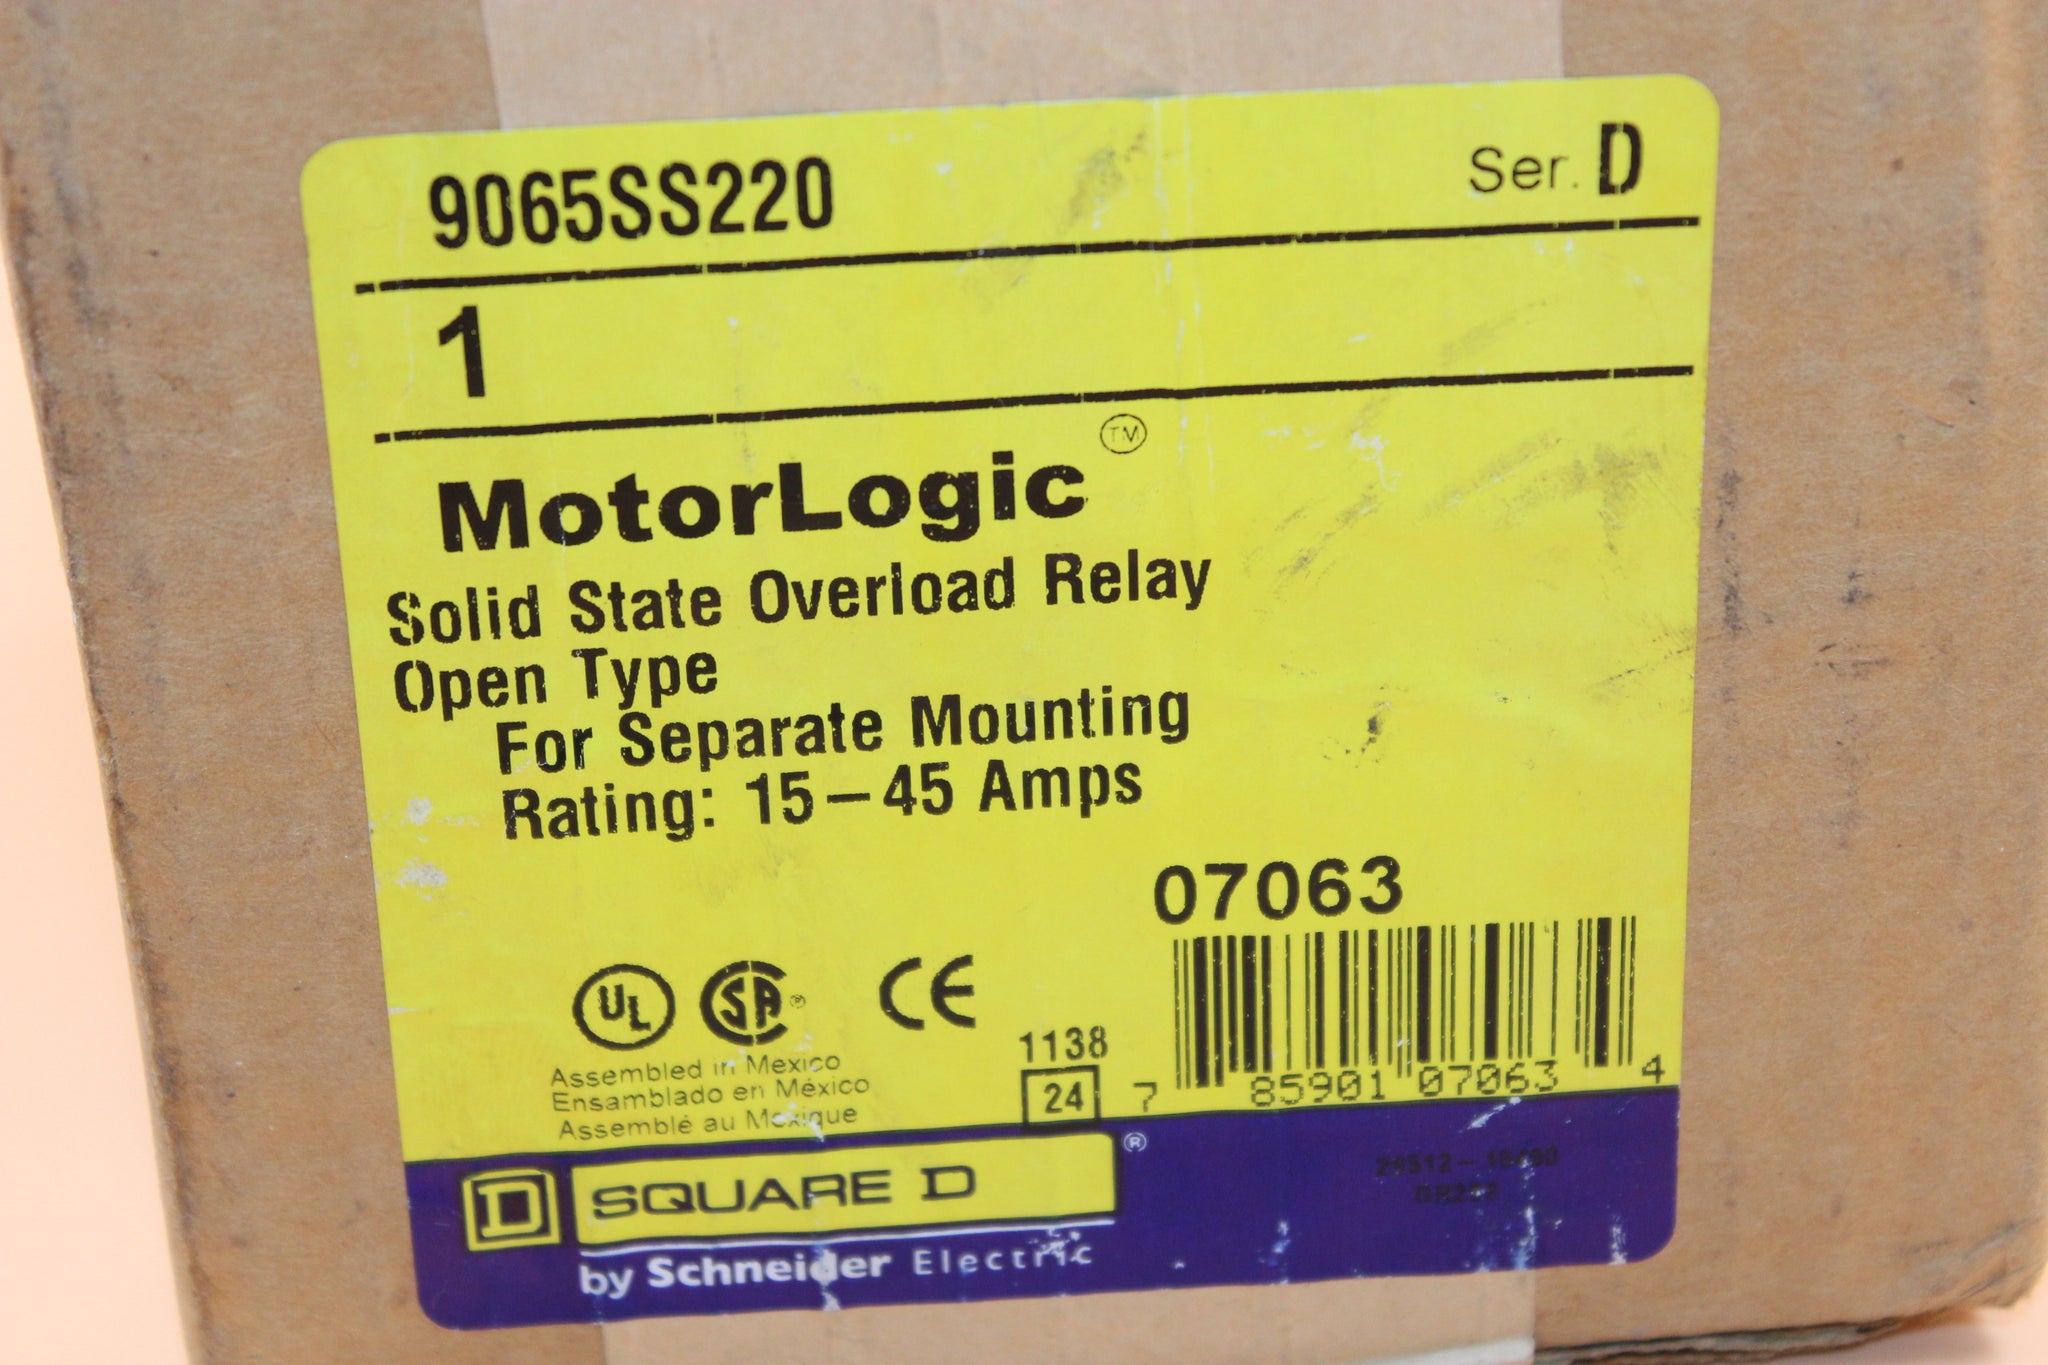 9065SS220
Ser. D
1
MotorLogic ™
Solid State Overload Relay
Open Type
For Separate Mounting
Rating: 15–45 Amps
07063
UL
SA ®
CE
Assembled in Mexico
Ensamblado en México
Assemblé au Mexique
1138
24
7 85901 07063 4
D SQUARE D ®
by Schneider Electric